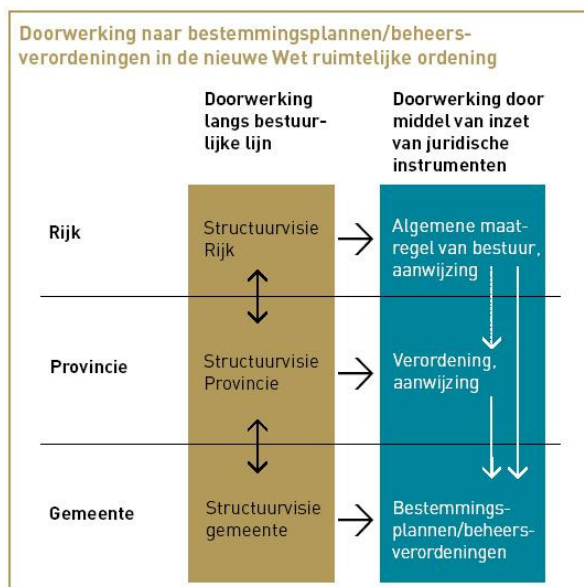 Doorwerking naar bestemmingsplannen/beheers-
verordeningen in de nieuwe Wet ruimtelijke ordening
Doorwerking
langs bestuur-
lijke lijn
Doorwerking door
middel van inzet
van juridische
instrumenten
Rijk
Structuurvisie
Rijk
Algemene maat-
regel van bestuur,
aanwijzing
Provincie
Structuurvisie
Provincie
Verordening,
aanwijzing
Gemeente
Structuurvisie
gemeente
Bestemmings-
plannen/beheers-
verordeningen